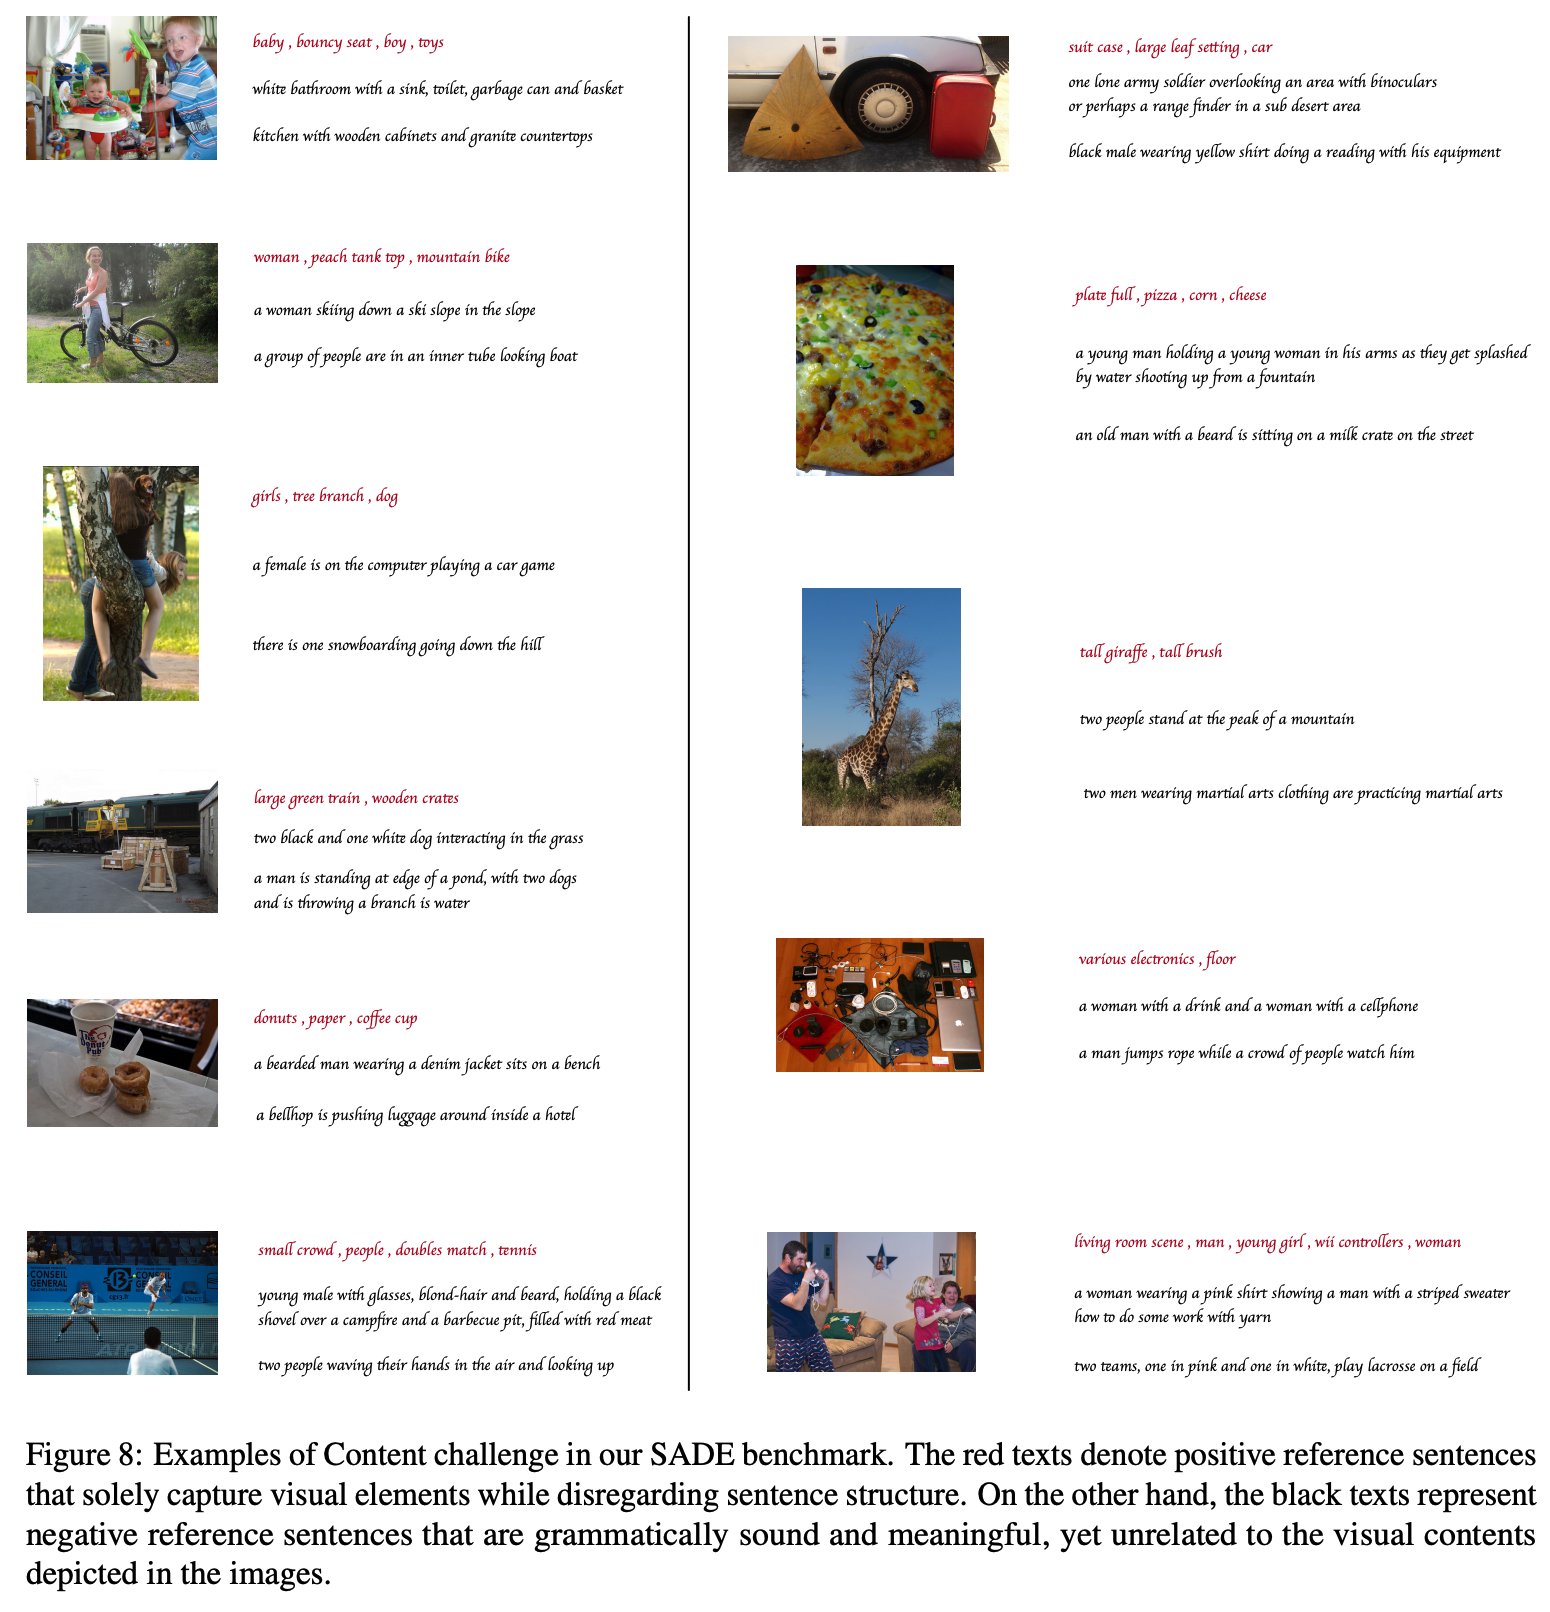 baby , bouncy seat , boy , toys
white bathroom with a sink, toilet, garbage can and basket
kitchen with wooden cabinets and granite countertops
woman , peach tank top , mountain bike
a woman skiing down a ski slope in the slope
a group of people are in an inner tube looking boat
girls , tree branch , dog
a female is on the computer playing a car game
there is one snowboarding going down the hill
large green train , wooden crates
two black and one white dog interacting in the grass
a man is standing at edge of a pond, with two dogs
and is throwing a branch is water
The
Donut
Pub
donuts , paper , coffee cup
a bearded man wearing a denim jacket sits on a bench
a bellhop is pushing luggage around inside a hotel
CONSEIL
GENERAL
small crowd , people , doubles match , tennis
young male with glasses, blond-hair and beard, holding a black
shovel over a campfire and a barbecue pit, filled with red meat
two people waving their hands in the air and looking up
suit case , large leaf setting , car
one lone army soldier overlooking an area with binoculars
or perhaps a range finder in a sub desert area
black male wearing yellow shirt doing a reading with his equipment
plate full , pizza , corn , cheese
a young man holding a young woman in his arms as they get splashed
by water shooting up from a fountain
an old man with a beard is sitting on a milk crate on the street
tall giraffe , tall brush
two people stand at the peak of a mountain
two men wearing martial arts clothing are practicing martial arts
various electronics , floor
a woman with a drink and a woman with a cellphone
a man jumps rope while a crowd of people watch him
living room scene , man , young girl , wii controllers , woman
a woman wearing a pink shirt showing a man with a striped sweater
how to do some work with yarn
two teams, one in pink and one in white, play lacrosse on a field
Figure 8: Examples of Content challenge in our SADE benchmark. The red texts denote positive reference sentences
that solely capture visual elements while disregarding sentence structure. On the other hand, the black texts represent
negative reference sentences that are grammatically sound and meaningful, yet unrelated to the visual contents
depicted in the images.